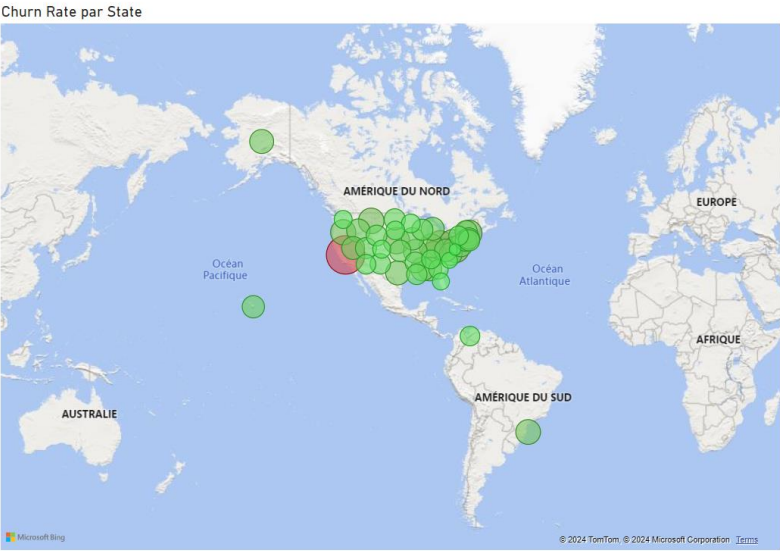 Churn Rate par State
AMÉRIQUE DU NORD
EUROPE
Océan
Pacifique
Océan
Atlantique
AFRIQUE
AMÉRIQUE DU SUD
AUSTRALIE
Microsoft Bing
© 2024 TomTom, © 2024 Microsoft Corporation Terms